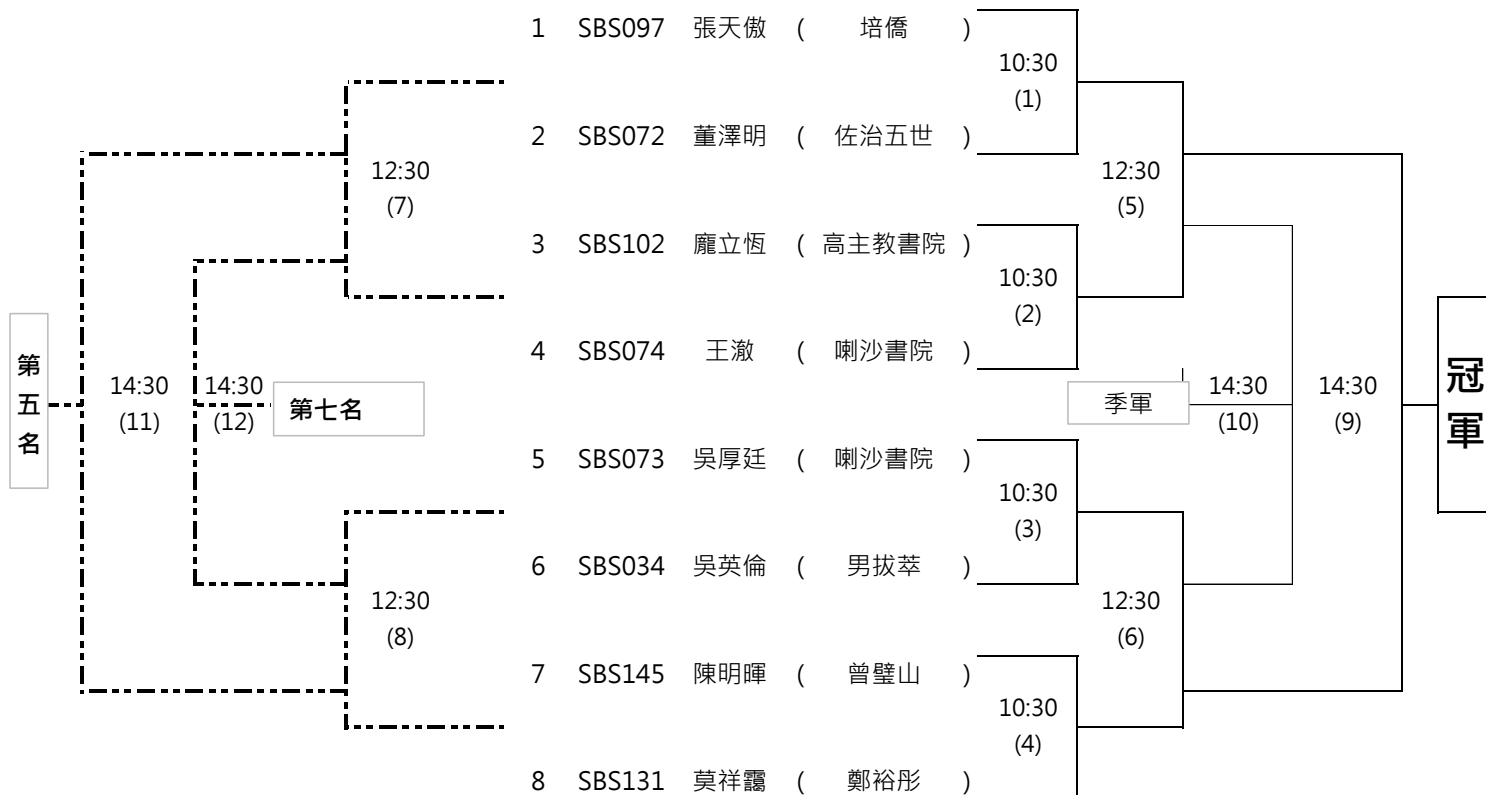 1 SBS097 張天傲 ( 培僑 )
10:30
(1)
2 SBS072 董澤明 ( 佐治五世 )
12:30
(7)
12:30
(5)
3 SBS102 龐立恆 ( 高主教書院 )
10:30
(2)
4 SBS074 王澈 ( 喇沙書院 )
第五名
14:30
(11)
14:30
(12)
第七名
季軍
14:30
(10)
14:30
(9)
冠軍
5 SBS073 吳厚廷 ( 喇沙書院 )
10:30
(3)
6 SBS034 吳英倫 ( 男拔萃 )
12:30
(8)
12:30
(6)
7 SBS145 陳明暉 ( 曾璧山 )
10:30
(4)
8 SBS131 莫祥靄 ( 鄭裕彤 )